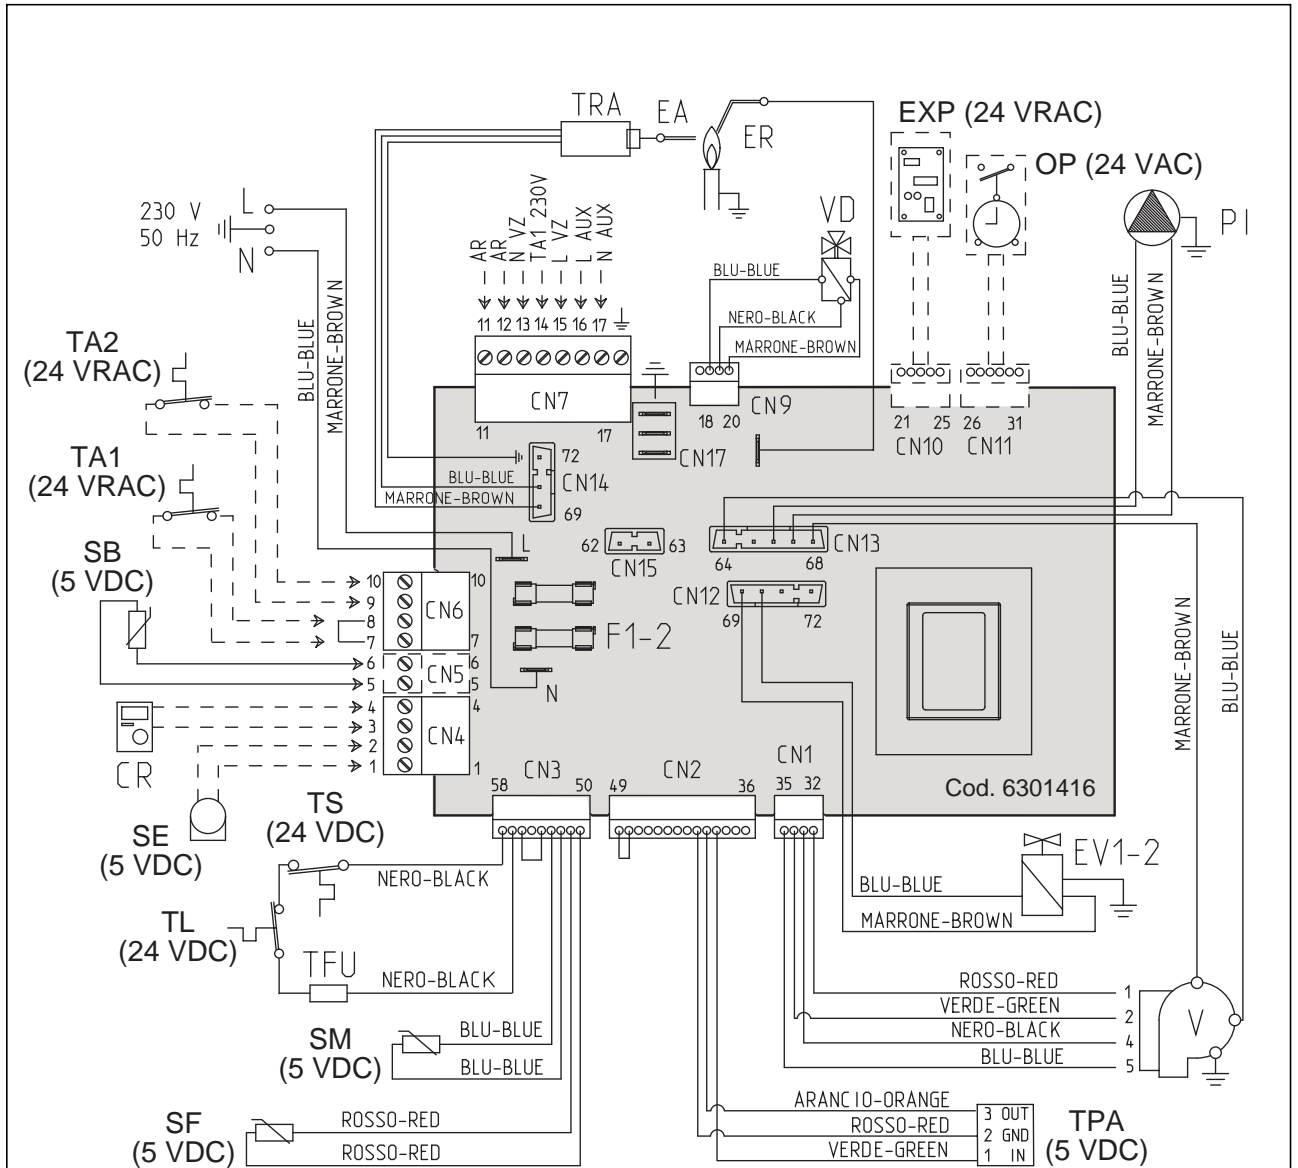 TRA
EA
ER
EXP (24 VRAC)
OP (24 VAC)
PI
VD
230 V
50 Hz
L
N
AR
AR
N VZ
TA1 230V
L VZ
L AUX
N AUX
11 12 13 14 15 16 17
BLU-BLUE
NERO-BLACK
MARRONE-BROWN
BLU-BLUE
MARRONE-BROWN
BLU-BLUE
MARRONE-BROWN
TA2
(24 VRAC)
CN7
11
17
CN9
18 20
CN17
21 25
CN10
26 31
CN11
TA1
(24 VRAC)
72
CN14
69
BLU-BLUE
MARRONE-BROWN
L
62
63
CN15
64
68
CN13
CN12
69
72
SB
(5 VDC)
10
9
8
7
CN6
10
7
6
5
CN5
6
5
4
3
2
1
CN4
4
1
F1-2
N
MARRONE-BROWN
BLU-BLUE
CR
SE
(5 VDC)
CN3
58
50
CN2
49
36
CN1
35 32
Cod. 6301416
TS
(24 VDC)
NERO-BLACK
TL
(24 VDC)
TFU
NERO-BLACK
EV1-2
BLU-BLUE
MARRONE-BROWN
SM
(5 VDC)
BLU-BLUE
BLU-BLUE
ROSSO-RED
1
VERDE-GREEN
2
NERO-BLACK
4
BLU-BLUE
5
V
SF
(5 VDC)
ROSSO-RED
ROSSO-RED
ARANCIO-ORANGE
3 OUT
ROSSO-RED
2 GND
VERDE-GREEN
1 IN
TPA
(5 VDC)